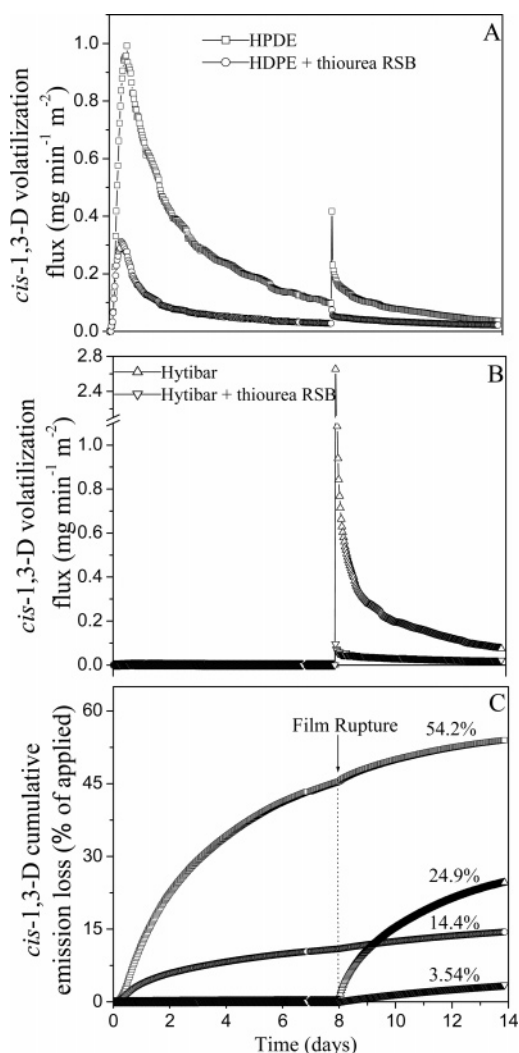 A
HPDE
HDPE + thiourea RSB
cis-1,3-D volatilization
flux (mg min⁻¹ m⁻²)
1.0
0.8
0.6
0.4
0.2
0.0
B
Hytibar
Hytibar + thiourea RSB
cis-1,3-D volatilization
flux (mg min⁻¹ m⁻²)
2.8
2.4
1.0
0.8
0.6
0.4
0.2
0.0
C
Film Rupture
54.2%
24.9%
14.4%
3.54%
cis-1,3-D cumulative
emission loss (% of applied)
60
45
30
15
0
0 2 4 6 8 10 12 14
Time (days)